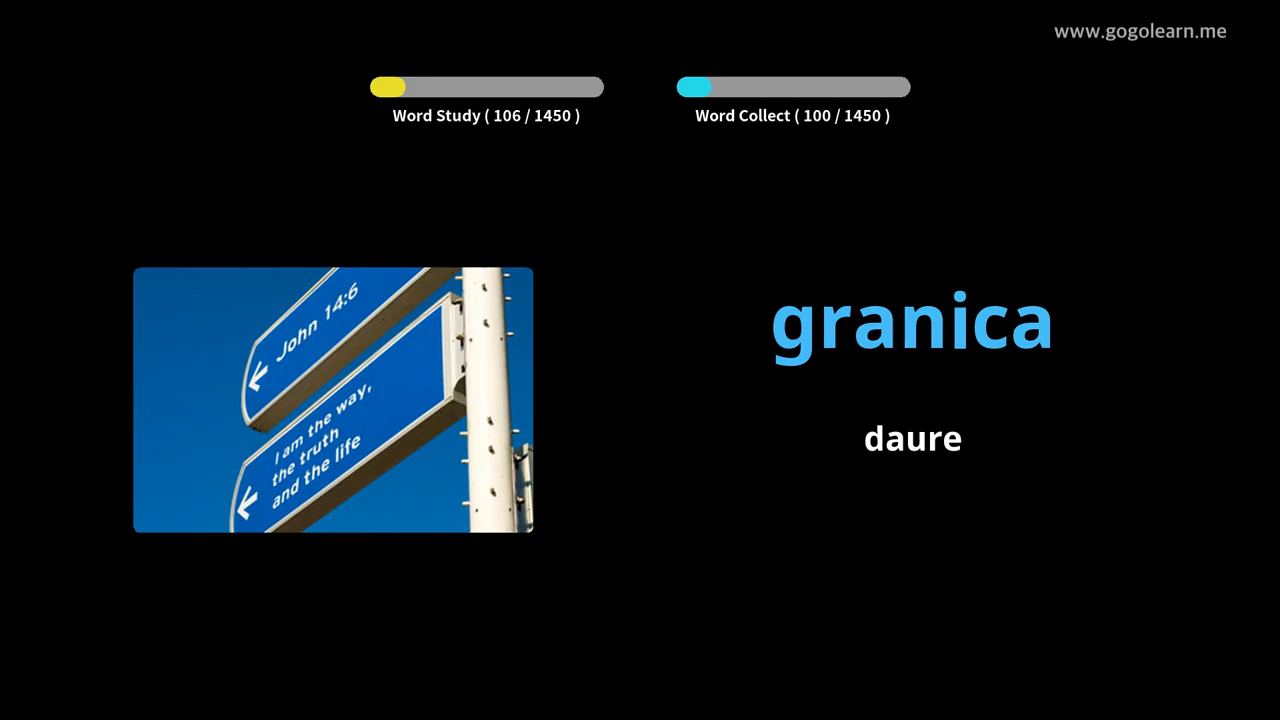 www.gogolearn.me
Word Study ( 106 / 1450 )
Word Collect ( 100 / 1450 )
John 14:6
I am the way,
the truth
and the life
granica
daure